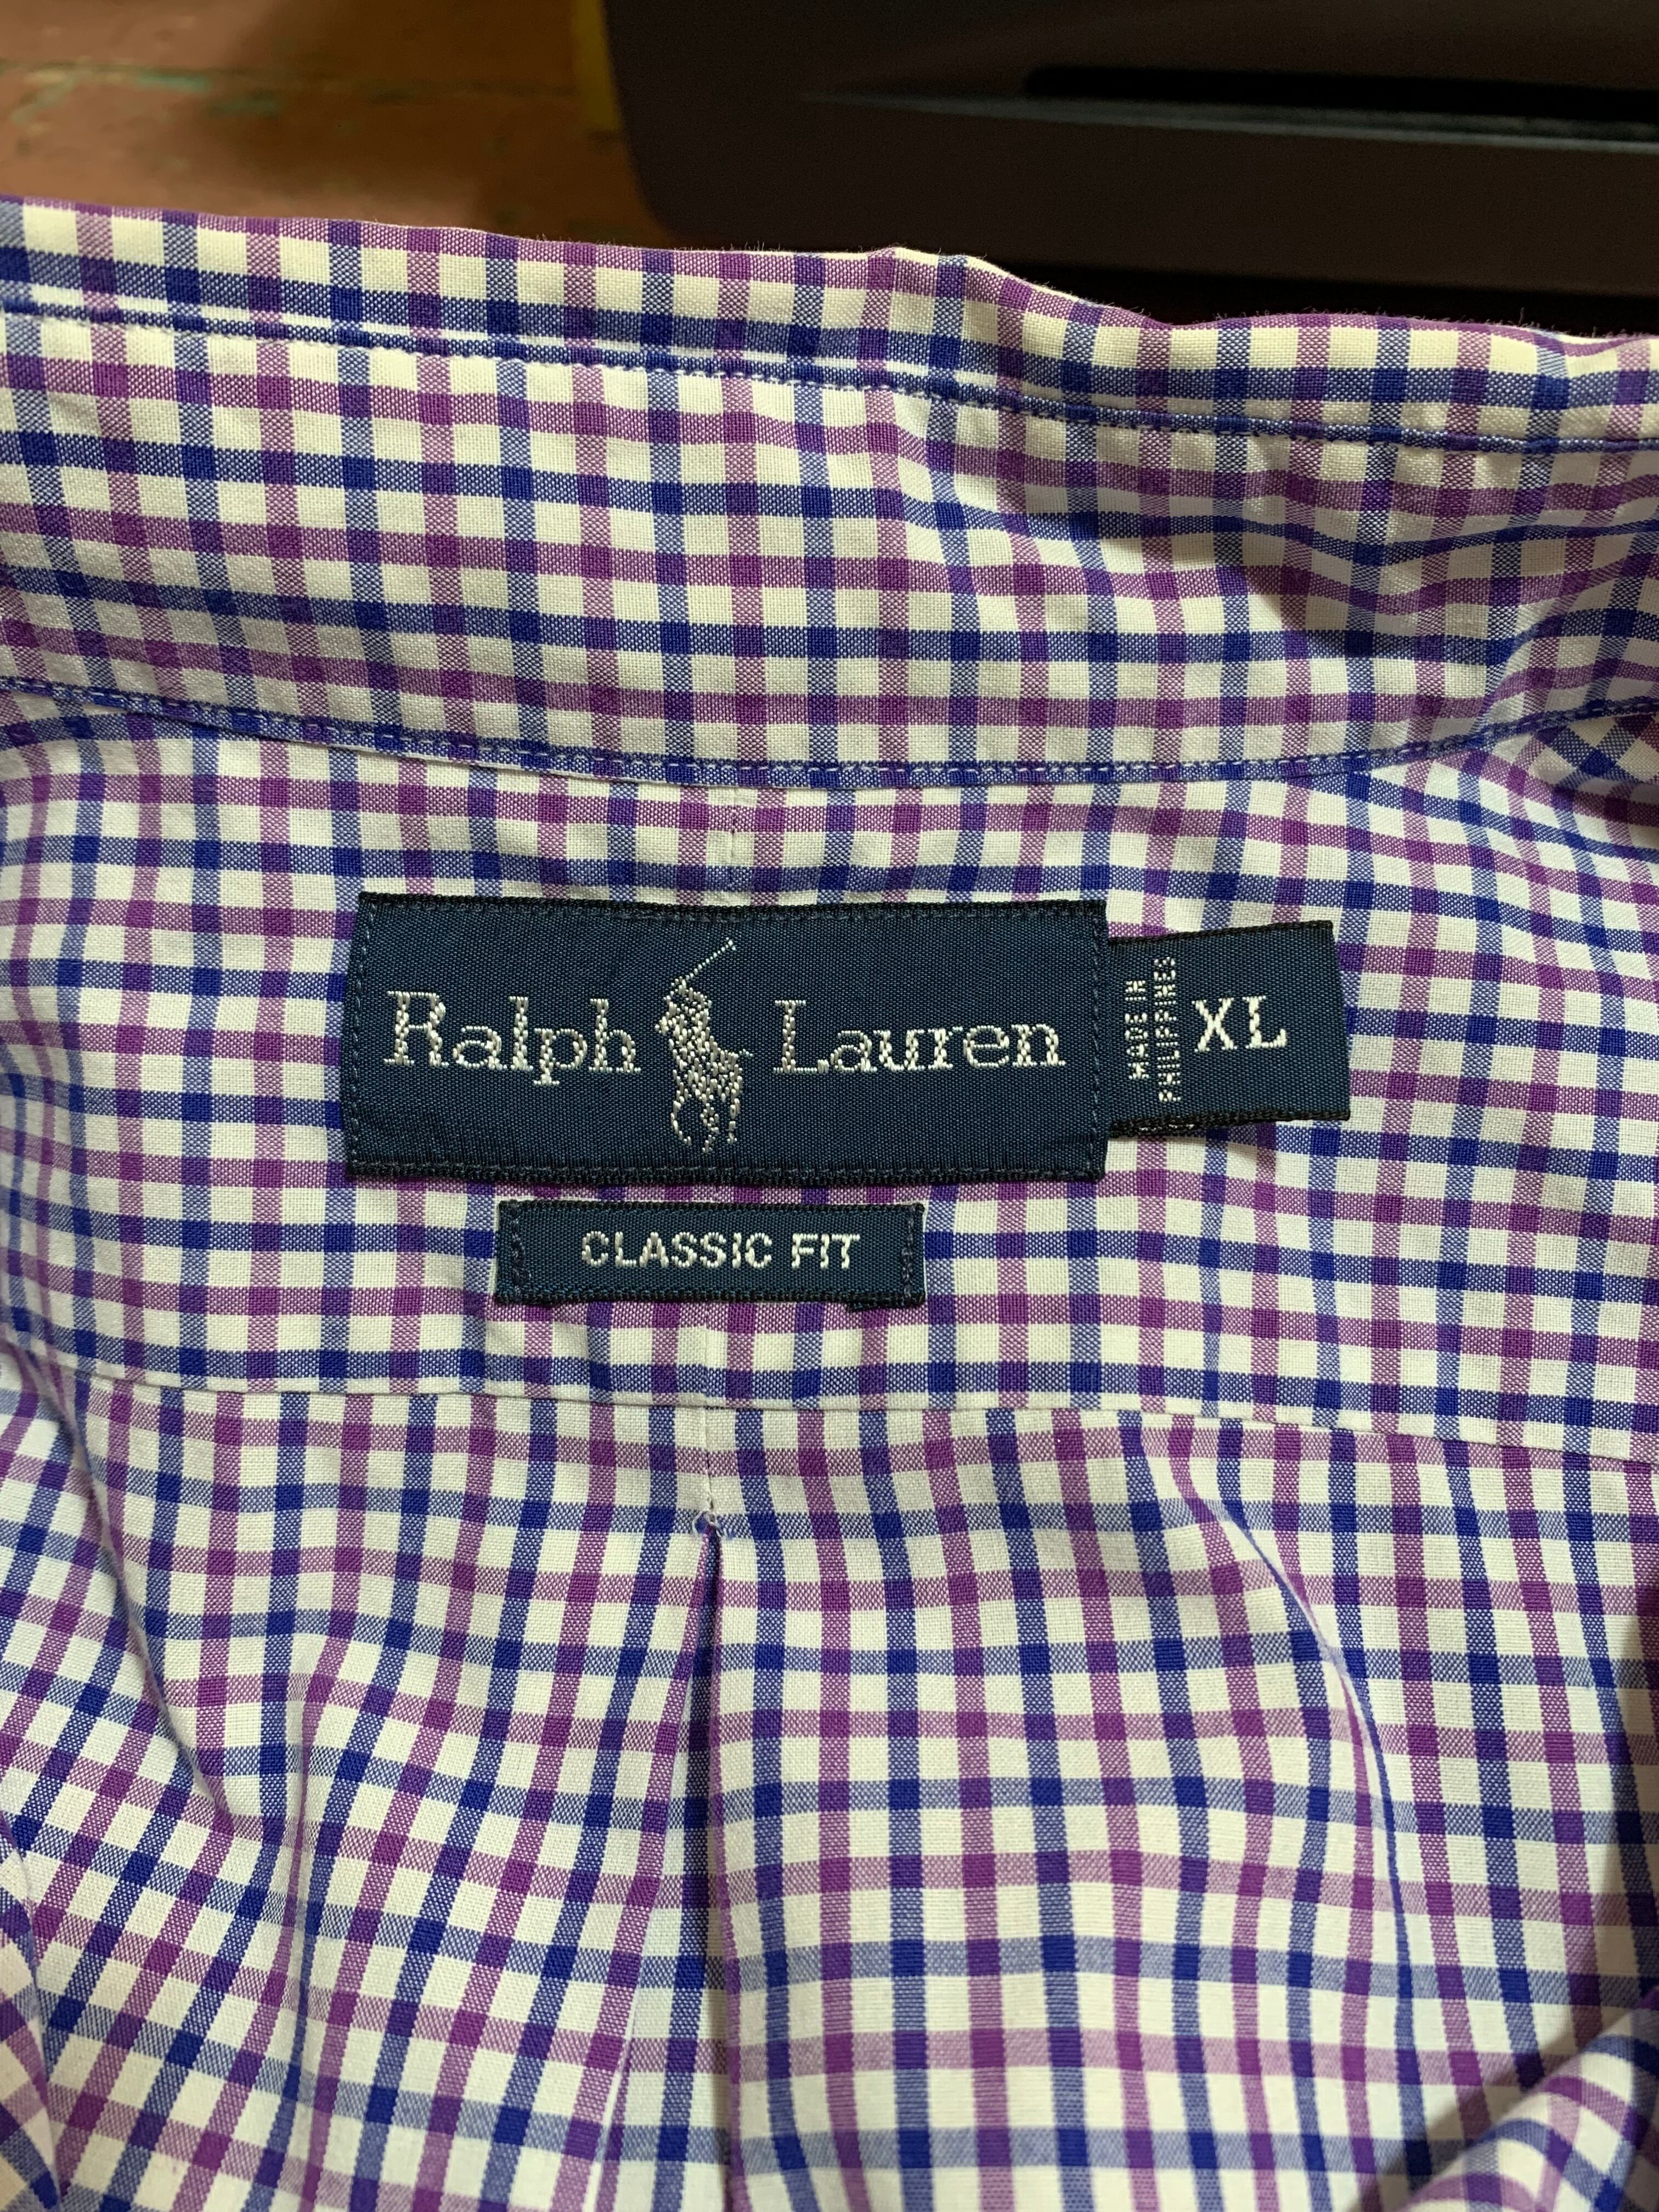 Ralph Lauren
MADE IN
PHILIPPINES
XL
CLASSIC FIT